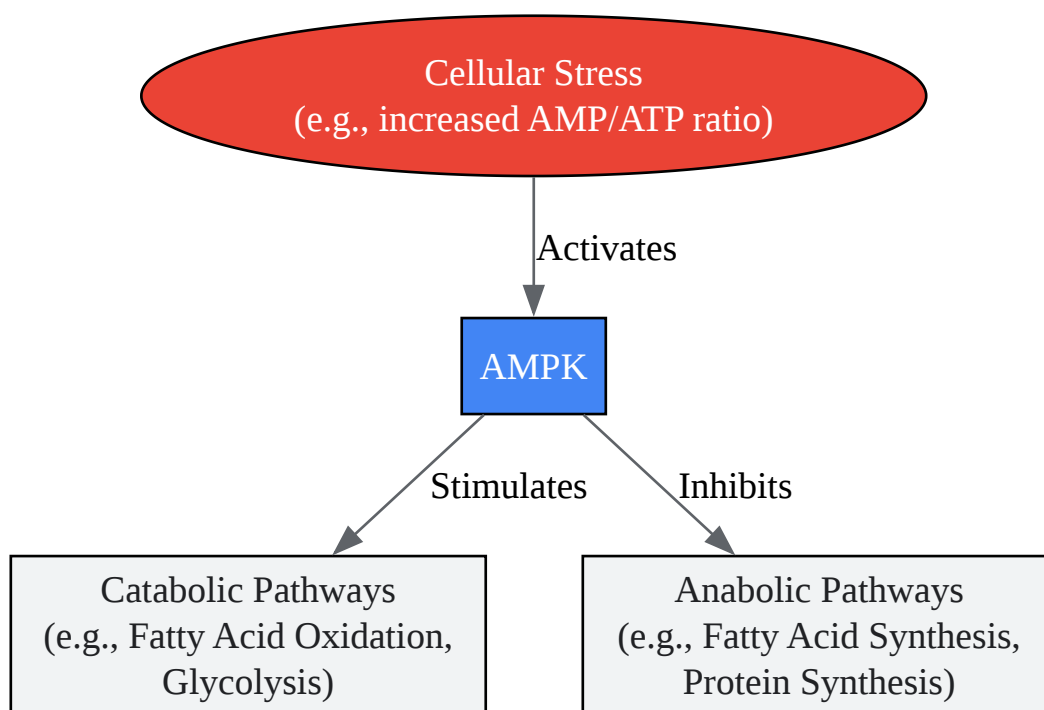 Cellular Stress
(e.g., increased AMP/ATP ratio)
Activates
AMPK
Stimulates
Inhibits
Catabolic Pathways
(e.g., Fatty Acid Oxidation,
Glycolysis)
Anabolic Pathways
(e.g., Fatty Acid Synthesis,
Protein Synthesis)